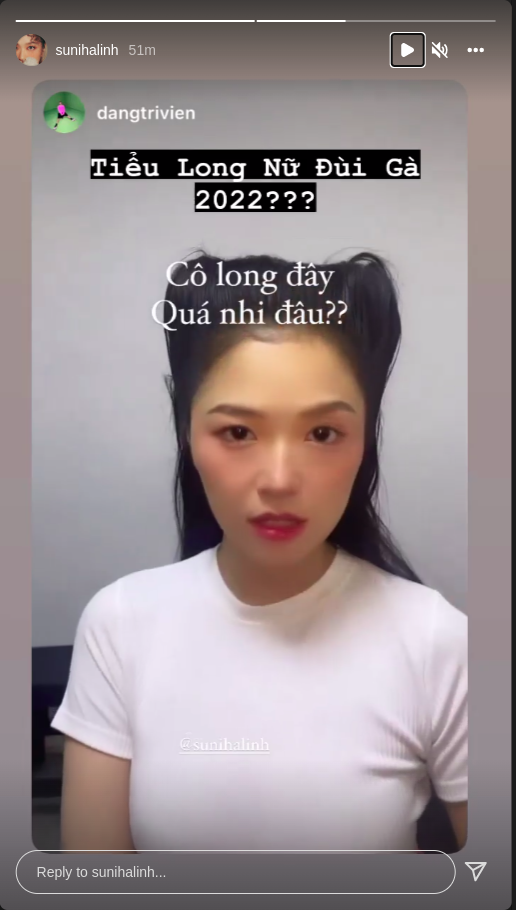 sunihalinh 51m
dangtrivien
Tiểu Long Nữ Đùi Gà
2022???
Cô long đây
Quá nhi đâu??
@sunihalinh
Reply to sunihalinh...